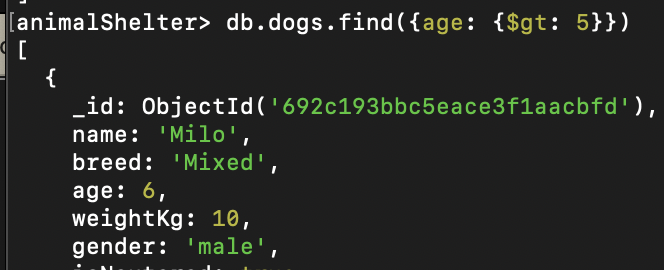 [animalShelter> db.dogs.find({age: {$gt: 5}})
[
{
_id: ObjectId('692c193bbc5eace3f1aacbfd'),
name: 'Milo',
breed: 'Mixed',
age: 6,
weightKg: 10,
gender: 'male',